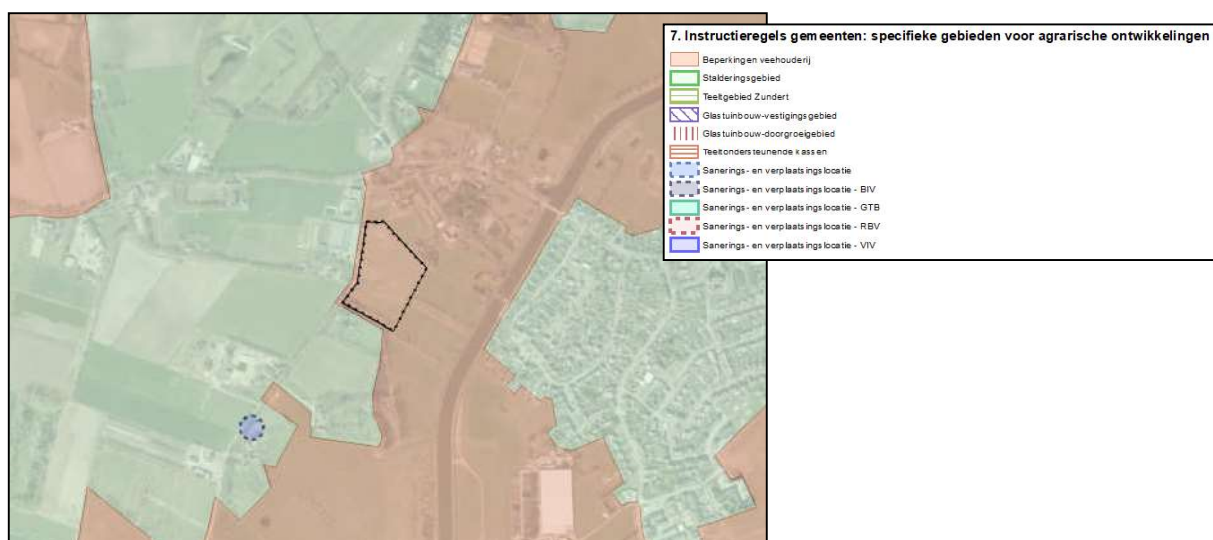 7. Instructieregels gemeenten: specifieke gebieden voor agrarische ontwikkelingen
Beperkingen veehouderij
Stalderingsgebied
Teeltgebied Zundert
Glastuinbouw-vestigingsgebied
Glastuinbouw-doorgroeigebied
Teeltondersteunende kassen
Sanerings- en verplaatsingslocatie
Sanerings- en verplaatsingslocatie - BIV
Sanerings- en verplaatsingslocatie - GTB
Sanerings- en verplaatsingslocatie - RBV
Sanerings- en verplaatsingslocatie - VIV